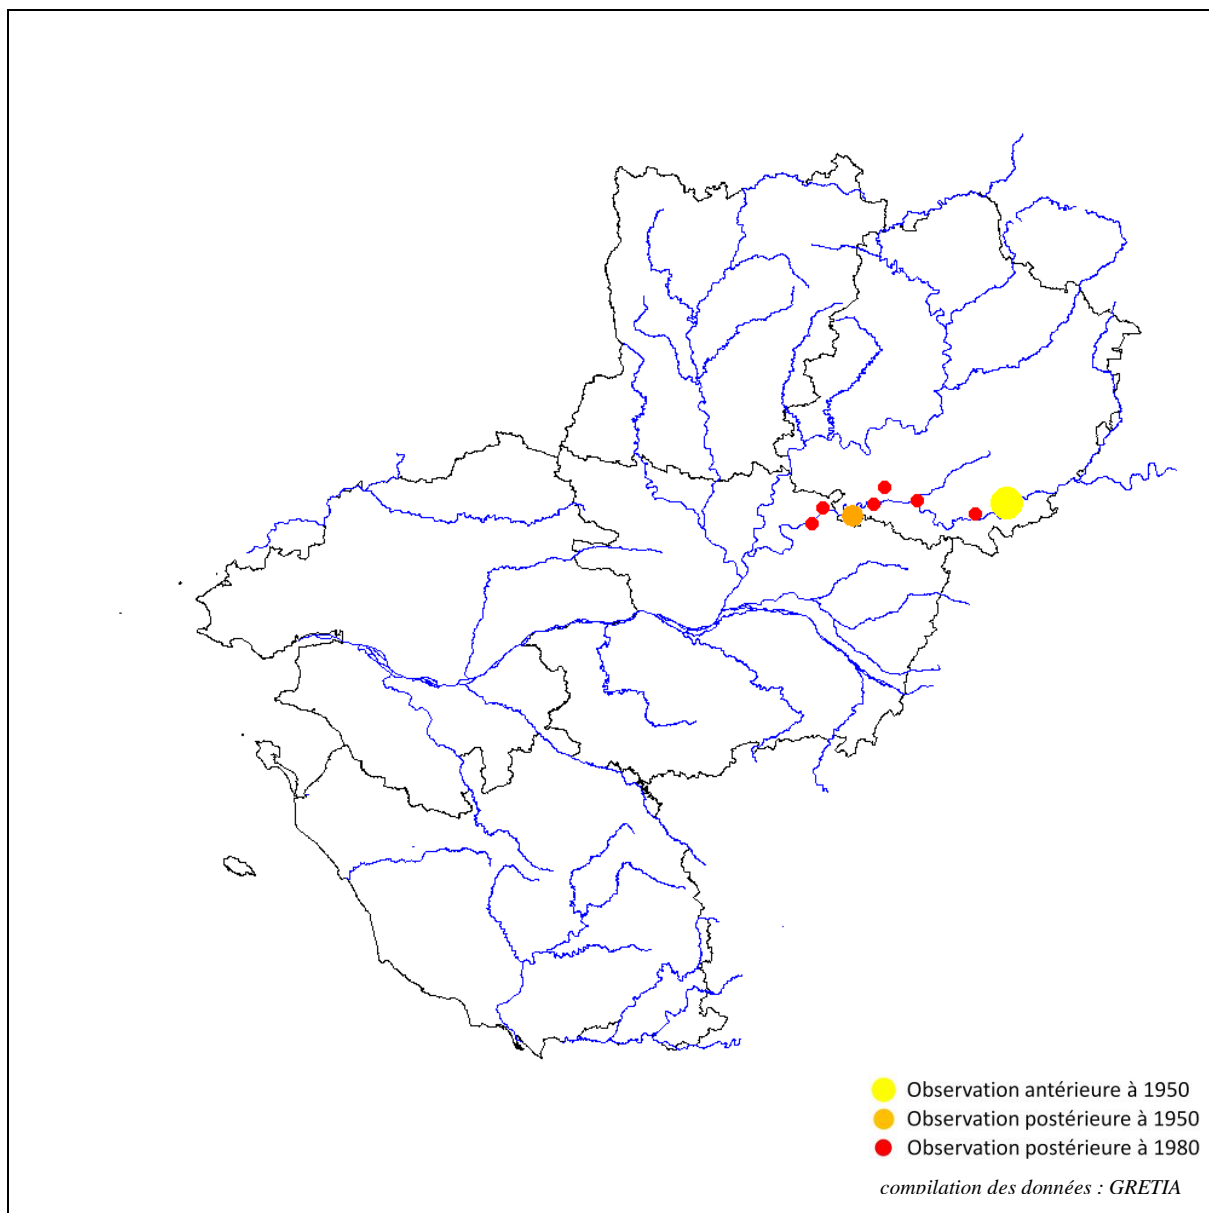 Observation antérieure à 1950
Observation postérieure à 1950
Observation postérieure à 1980
compilation des données : GRETIA